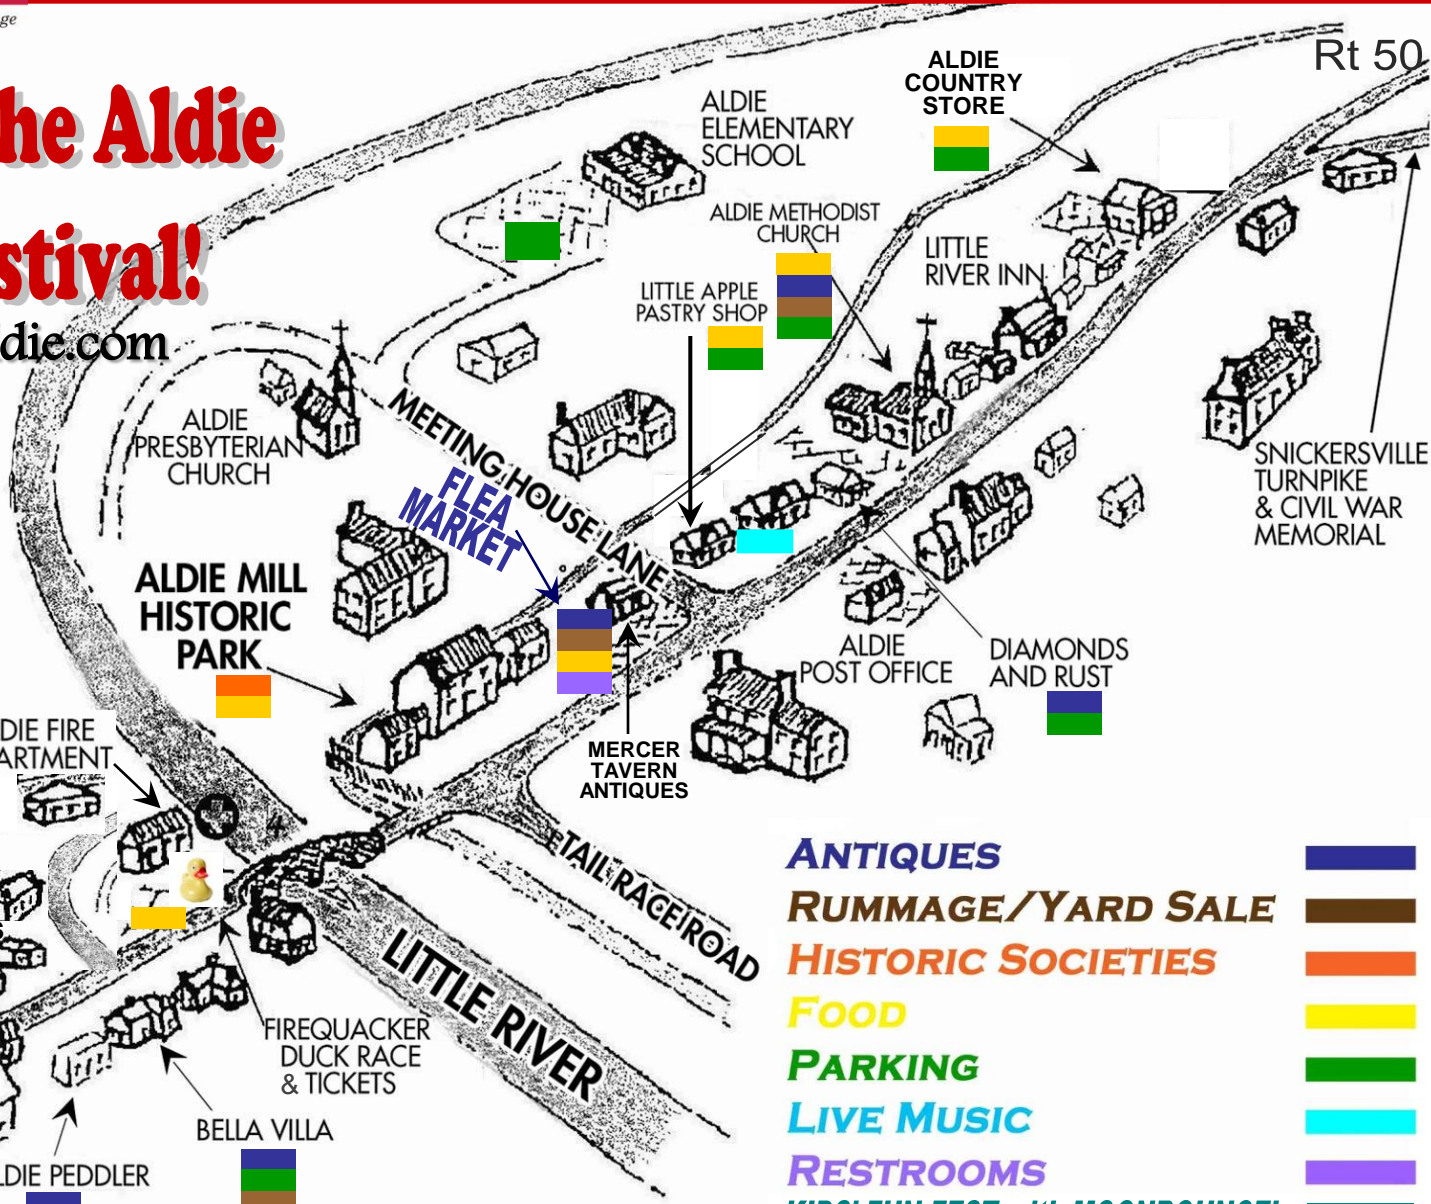 ge
he Aldie
stival!
die.com
Rt 50
ALDIE
COUNTRY
STORE
ALDIE
ELEMENTARY
SCHOOL
ALDIE METHODIST
CHURCH
LITTLE
RIVER INN
LITTLE APPLE
PASTRY SHOP
ALDIE
PRESBYTERIAN
CHURCH
MEETING HOUSE LANE
FLEA
MARKET
SNICKERSVILLE
TURNPIKE
& CIVIL WAR
MEMORIAL
ALDIE MILL
HISTORIC
PARK
ALDIE
POST OFFICE
DIAMONDS
AND RUST
DIE FIRE
ARTMENT
MERCER
TAVERN
ANTIQUES
4
TAIL RACE ROAD
LITTLE RIVER
FIREQUACKER
DUCK RACE
& TICKETS
BELLA VILLA
LDIE PEDDLER
ANTIQUES
RUMMAGE/YARD SALE
HISTORIC SOCIETIES
FOOD
PARKING
LIVE MUSIC
RESTROOMS